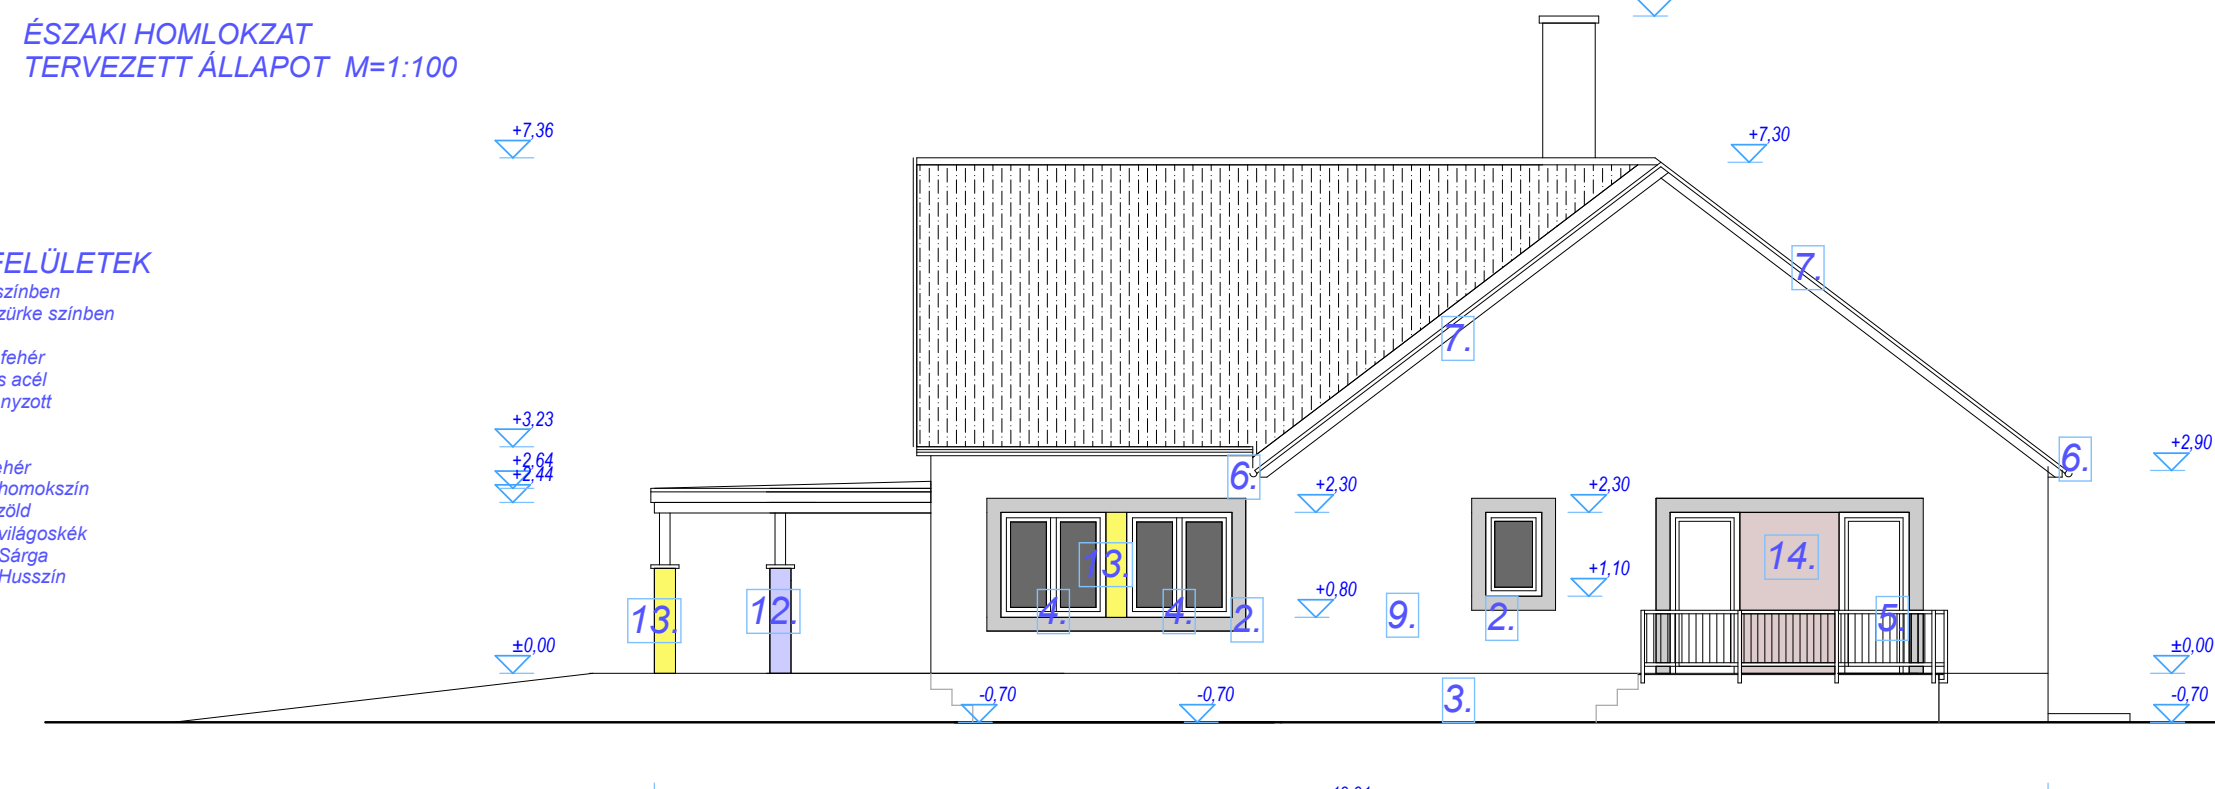 ÉSZAKI HOMLOKZAT
TERVEZETT ÁLLAPOT M=1:100
+7,36
+7,30
FELÜLETEK
színben
zürke színben
fehér
s acél
nyzott
ehér
homokszín
zöld
világoskék
Sárga
Husszín
7.
7.
+3,23
+2,64
+2,44
6.
6.
+2,90
+2,30
+2,30
13.
14.
+1,10
+0,80
13.
12.
4.
4.
2.
9.
2.
5.
±0,00
±0,00
-0,70
-0,70
3.
-0,70